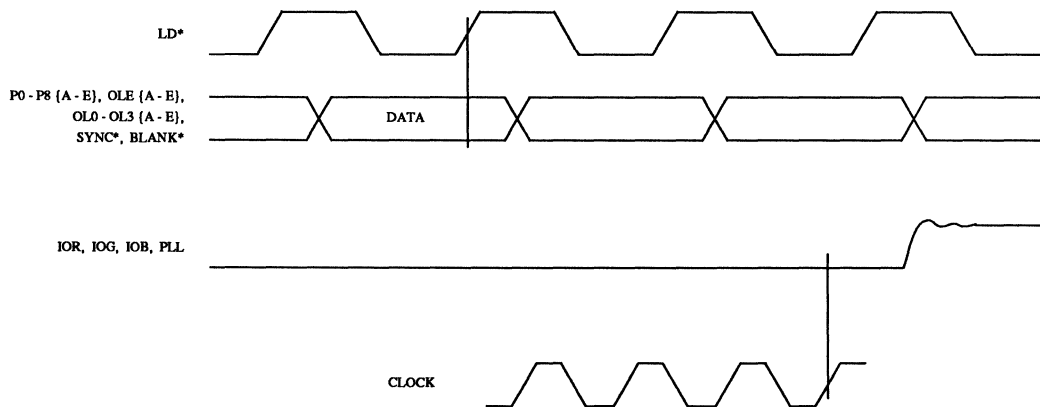 LD*
P0 - P8 {A - E}, OLE {A - E},
OL0 - OL3 {A - E},
SYNC*, BLANK*
DATA
IOR, IOG, IOB, PLL
CLOCK